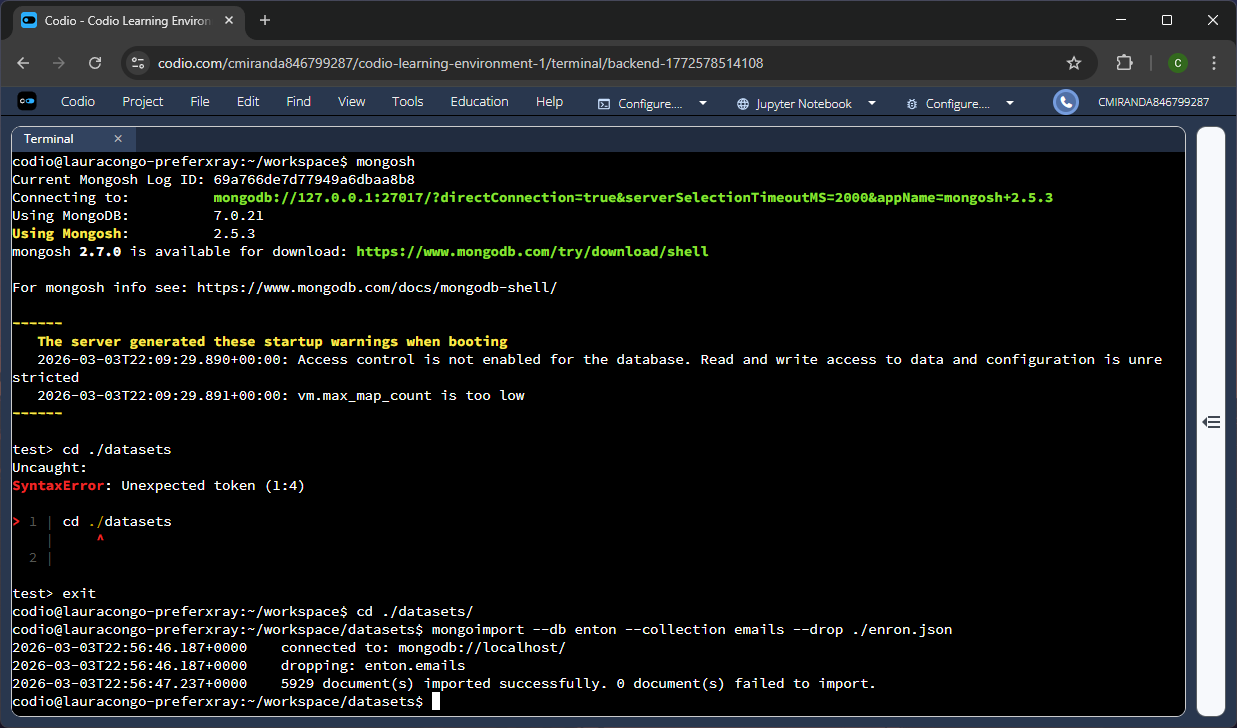 Codio - Codio Learning Environ
codio.com/cmiranda846799287/codio-learning-environment-1/terminal/backend-1772578514108
C
Codio Project File Edit Find View Tools Education Help Configure.... Jupyter Notebook Configure.... CMIRANDA846799287
Terminal
codio@lauracongo-preferxray:~/workspace$ mongosh
Current Mongosh Log ID: 69a766de7d77949a6dbaa8b8
Connecting to: mongodb://127.0.0.1:27017/?directConnection=true&serverSelectionTimeoutMS=2000&appName=mongosh+2.5.3
Using MongoDB: 7.0.21
Using Mongosh: 2.5.3
mongosh 2.7.0 is available for download: https://www.mongodb.com/try/download/shell
For mongosh info see: https://www.mongodb.com/docs/mongodb-shell/
------
The server generated these startup warnings when booting
2026-03-03T22:09:29.890+00:00: Access control is not enabled for the database. Read and write access to data and configuration is unre
stricted
2026-03-03T22:09:29.891+00:00: vm.max_map_count is too low
------
test> cd ./datasets
Uncaught:
SyntaxError: Unexpected token (1:4)
> 1 | cd ./datasets
| ^
2 |
test> exit
codio@lauracongo-preferxray:~/workspace$ cd ./datasets/
codio@lauracongo-preferxray:~/workspace/datasets$ mongoimport --db enton --collection emails --drop ./enron.json
2026-03-03T22:56:46.187+0000 connected to: mongodb://localhost/
2026-03-03T22:56:46.187+0000 dropping: enton.emails
2026-03-03T22:56:47.237+0000 5929 document(s) imported successfully. 0 document(s) failed to import.
codio@lauracongo-preferxray:~/workspace/datasets$